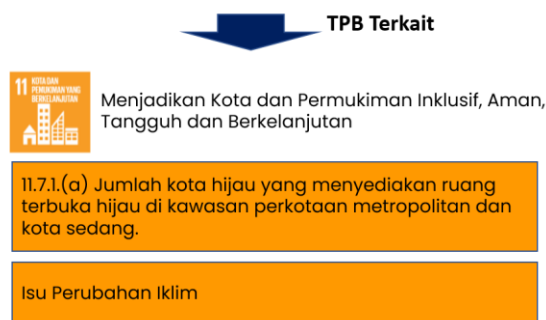 TPB Terkait
11 KOTA DAN
PEMUKIMAN YANG
BERKELANJUTAN
Menjadikan Kota dan Permukiman Inklusif, Aman,
Tangguh dan Berkelanjutan
11.7.1.(a) Jumlah kota hijau yang menyediakan ruang
terbuka hijau di kawasan perkotaan metropolitan dan
kota sedang.
Isu Perubahan Iklim